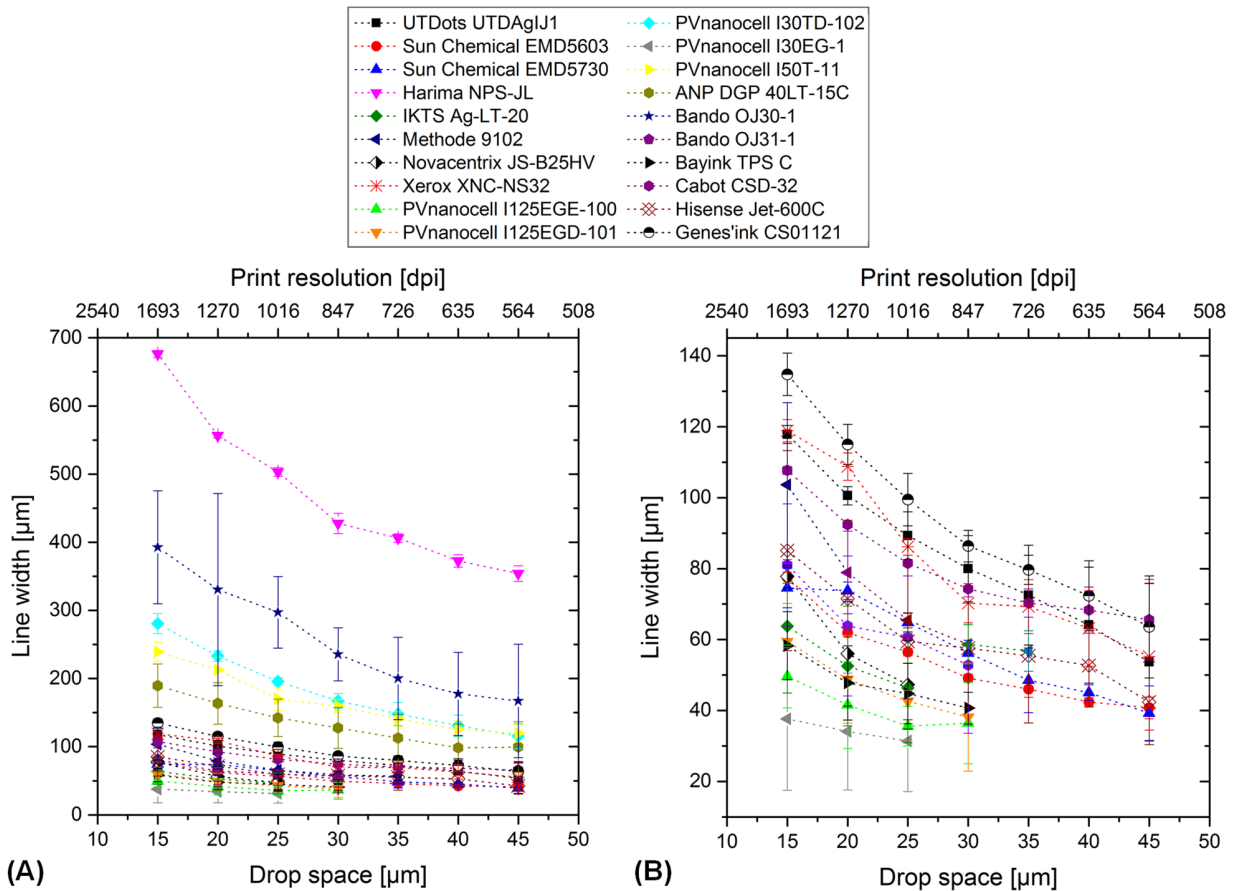 UTDots UTDAgIJ1
Sun Chemical EMD5603
Sun Chemical EMD5730
Harima NPS-JL
IKTS Ag-LT-20
Methode 9102
Novacentrix JS-B25HV
Xerox XNC-NS32
PVnanocell I125EGE-100
PVnanocell I125EGD-101
PVnanocell I30TD-102
PVnanocell I30EG-1
PVnanocell I50T-11
ANP DGP 40LT-15C
Bando OJ30-1
Bando OJ31-1
Bayink TPS C
Cabot CSD-32
Hisense Jet-600C
Genes'ink CS01121
Print resolution [dpi]
2540 1693 1270 1016 847 726 635 564 508
700
600
500
400
300
200
100
0
Line width [µm]
10 15 20 25 30 35 40 45 50
Drop space [µm]
(A)
Print resolution [dpi]
2540 1693 1270 1016 847 726 635 564 508
140
120
100
80
60
40
20
Line width [µm]
10 15 20 25 30 35 40 45 50
Drop space [µm]
(B)